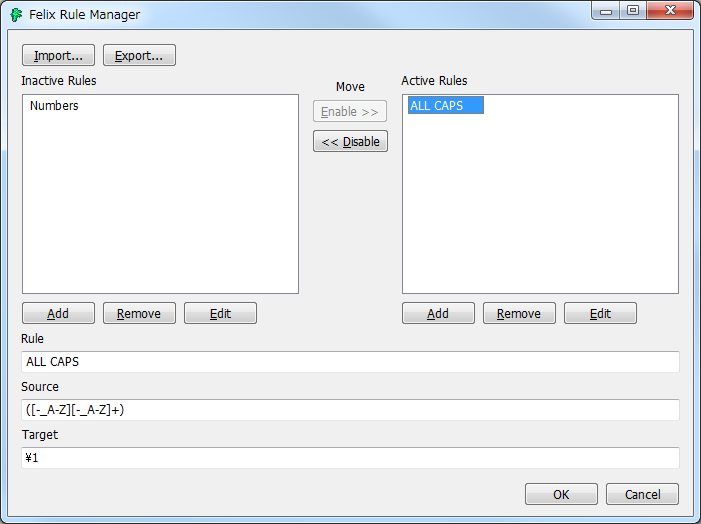 Felix Rule Manager
Import... Export...
Inactive Rules
Move
Active Rules
Numbers
Enable >>
<< Disable
ALL CAPS
Add Remove Edit
Add Remove Edit
Rule
ALL CAPS
Source
([-_A-Z][-_A-Z]+)
Target
¥1
OK Cancel